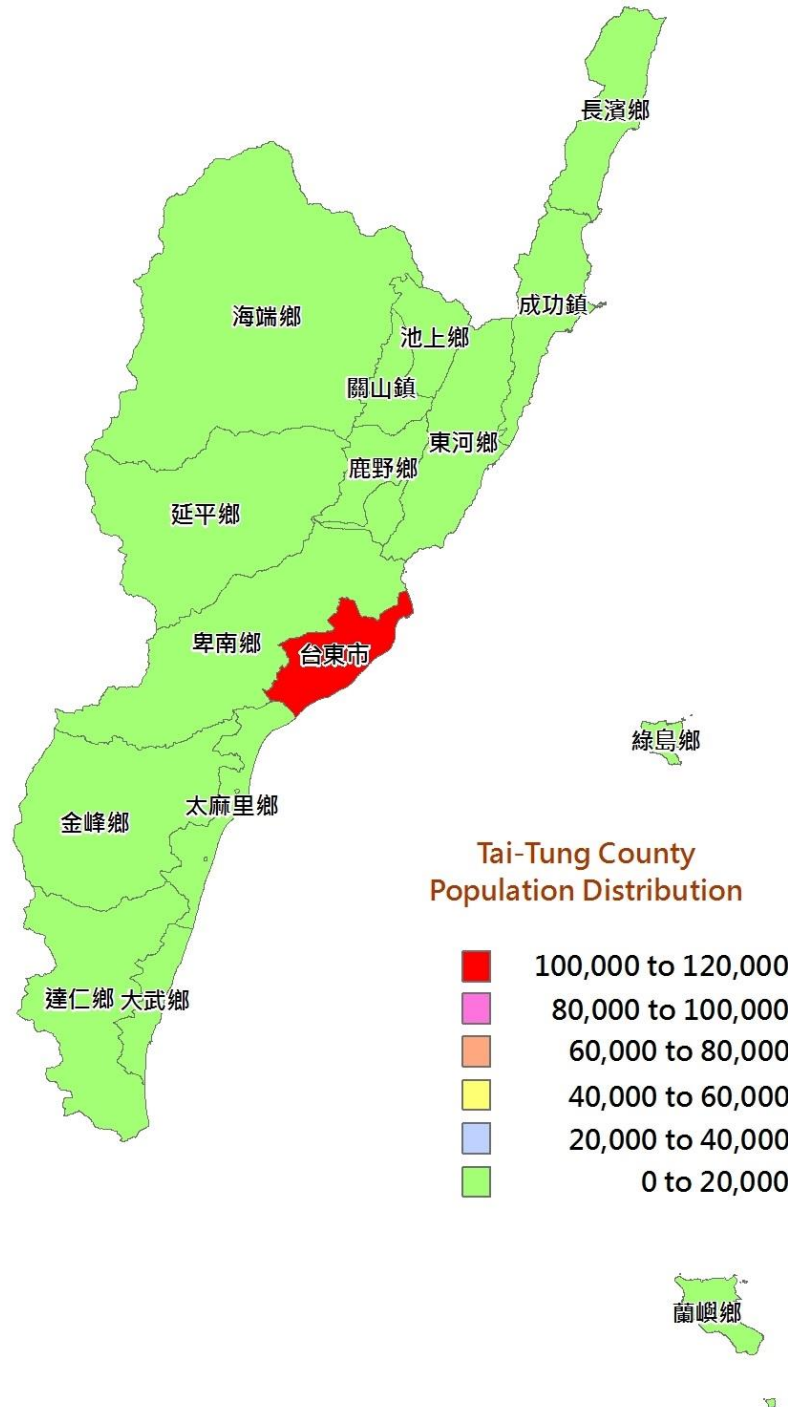 長濱鄉
成功鎮
海端鄉
池上鄉
關山鎮
東河鄉
鹿野鄉
延平鄉
卑南鄉
台東市
綠島鄉
太麻里鄉
金峰鄉
達仁鄉
大武鄉
Tai-Tung County
Population Distribution
100,000 to 120,000
80,000 to 100,000
60,000 to 80,000
40,000 to 60,000
20,000 to 40,000
0 to 20,000
蘭嶼鄉